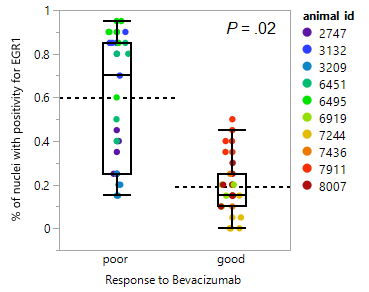 % of nuclei with positivity for EGR1
1
0.8
0.6
0.4
0.2
0
P = .02
poor
good
Response to Bevacizumab
animal id
2747
3132
3209
6451
6495
6919
7244
7436
7911
8007